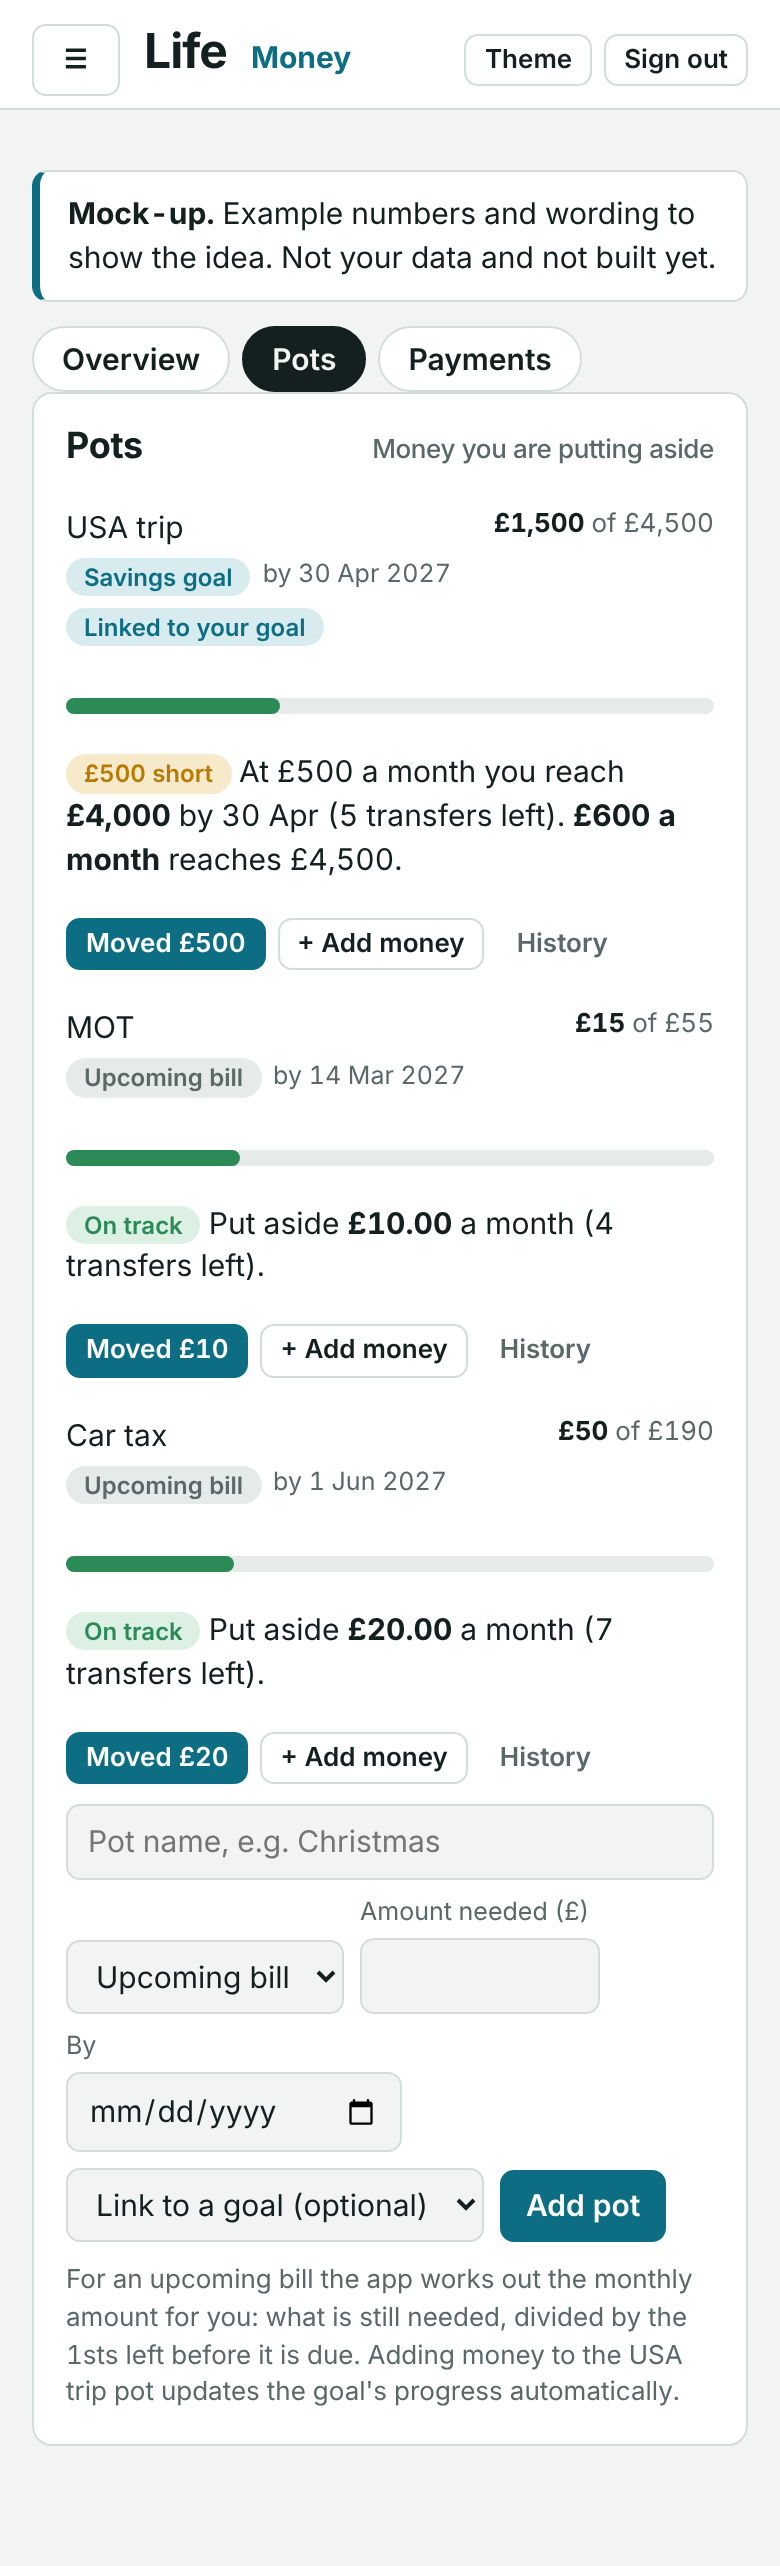 ☰ Life Money Theme Sign out
Mock-up. Example numbers and wording to
show the idea. Not your data and not built yet.
Overview Pots Payments
Pots Money you are putting aside
USA trip £1,500 of £4,500
Savings goal by 30 Apr 2027
Linked to your goal
£500 short At £500 a month you reach
£4,000 by 30 Apr (5 transfers left). £600 a
month reaches £4,500.
Moved £500 + Add money History
MOT £15 of £55
Upcoming bill by 14 Mar 2027
On track Put aside £10.00 a month (4
transfers left).
Moved £10 + Add money History
Car tax £50 of £190
Upcoming bill by 1 Jun 2027
On track Put aside £20.00 a month (7
transfers left).
Moved £20 + Add money History
Pot name, e.g. Christmas
Amount needed (£)
Upcoming bill
By
mm/dd/yyyy
Link to a goal (optional) Add pot
For an upcoming bill the app works out the monthly
amount for you: what is still needed, divided by the
1sts left before it is due. Adding money to the USA
trip pot updates the goal's progress automatically.